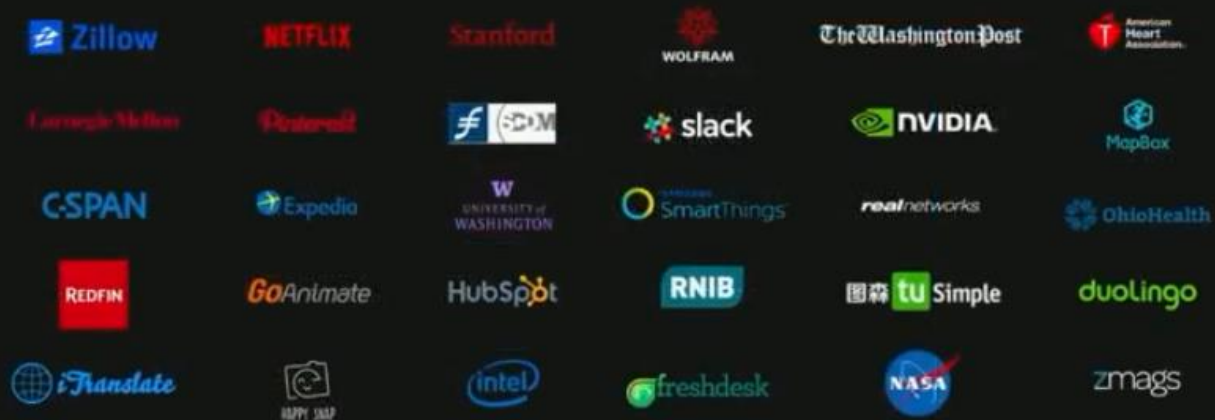 Zillow
NETFLIX
Stanford
WOLFRAM
The Washington Post
American
Heart
Association
Carnegie Mellon
Pinterest
slack
NVIDIA
MapBox
C-SPAN
Expedia
W
UNIVERSITY of
WASHINGTON
SmartThings
realnetworks
OhioHealth
REDFIN
GoAnimate
HubSpot
RNIB
图森 tu Simple
duolingo
iTranslate
HAPPY SNAP
intel
freshdesk
NASA
zmags